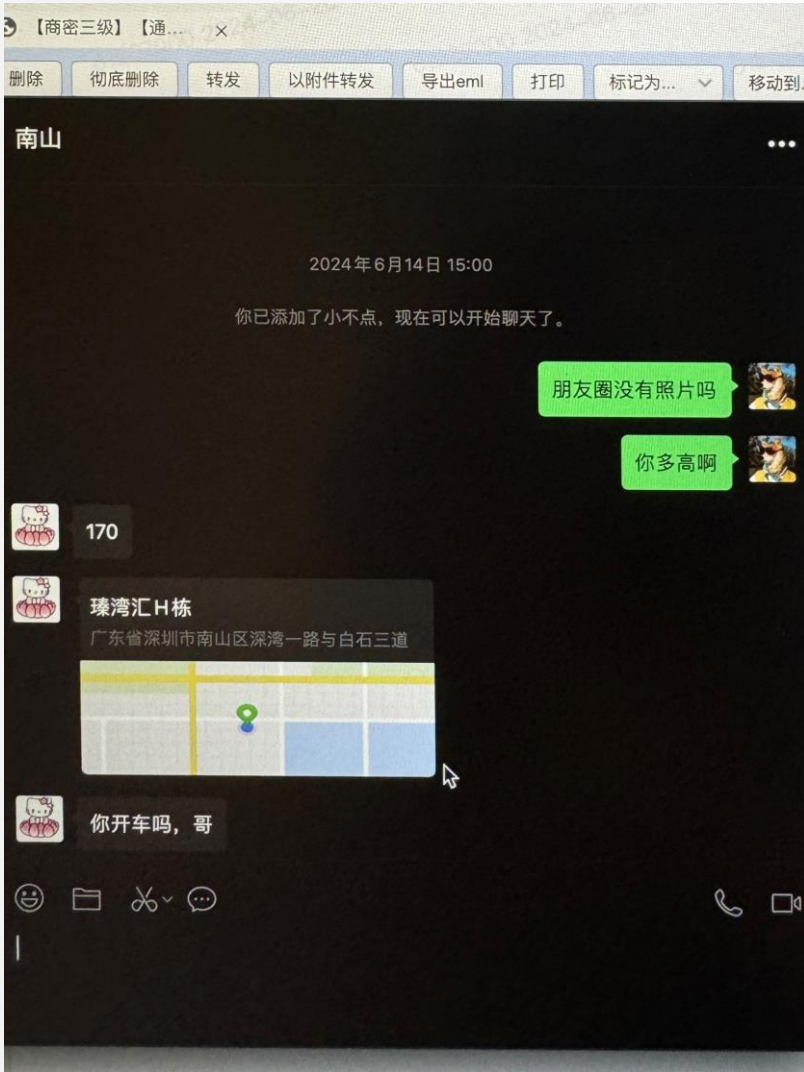 【商密三级】【通...
删除 彻底删除 转发 以附件转发 导出eml 打印 标记为... 移动到
南山
2024年6月14日 15:00
你已添加了小不点，现在可以开始聊天了。
朋友圈没有照片吗
你多高啊
170
瑧湾汇H栋
广东省深圳市南山区深湾一路与白石三道
你开车吗，哥